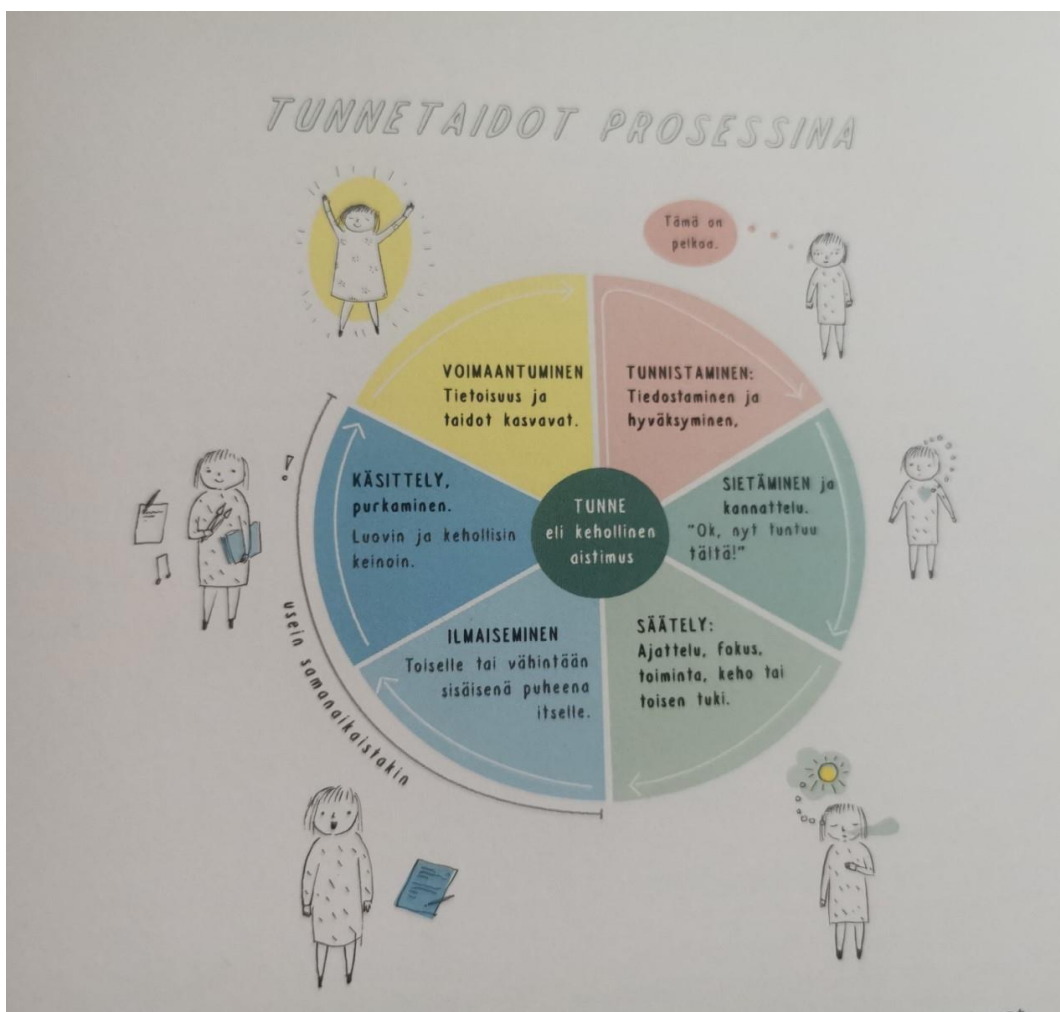 TUNNETAIDOT PROSESSINA
Tämä on
pelkoa.
VOIMAANTUMINEN
Tietoisuus ja
taidot kasvavat.
TUNNISTAMINEN:
Tiedostaminen ja
hyväksyminen.
SIETÄMINEN ja
kannattelu.
"Ok, nyt tuntuu
tältä!"
SÄÄTELY:
Ajattelu, fokus,
toiminta, keho tai
toisen tuki.
ILMAISEMINEN
Toiselle tai vähintään
sisäisenä puheena
itselle.
KÄSITTELY,
purkaminen.
Luovin ja kehollisin
keinoin.
TUNNE
eli kehollinen
aistimus
usein samanaikaistakin
!